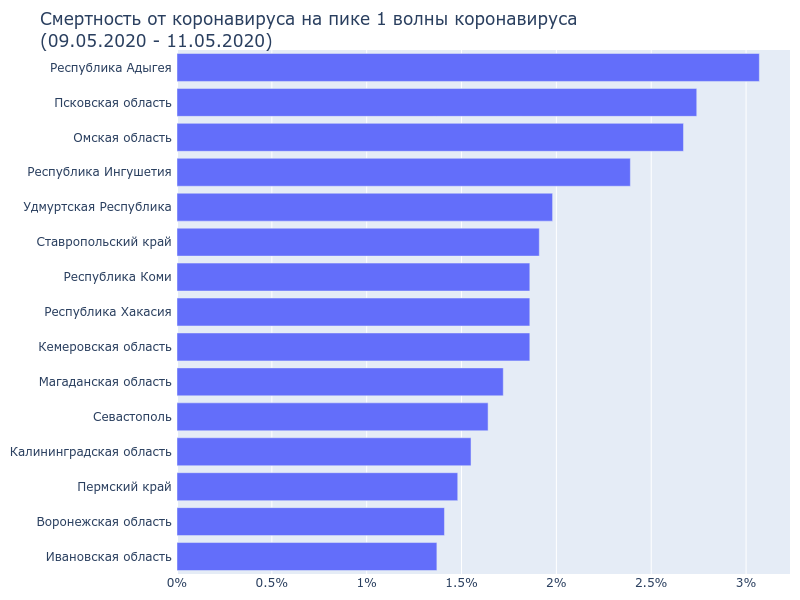 Смертность от коронавируса на пике 1 волны коронавируса
(09.05.2020 - 11.05.2020)
Республика Адыгея
Псковская область
Омская область
Республика Ингушетия
Удмуртская Республика
Ставропольский край
Республика Коми
Республика Хакасия
Кемеровская область
Магаданская область
Севастополь
Калининградская область
Пермский край
Воронежская область
Ивановская область
0% 0.5% 1% 1.5% 2% 2.5% 3%